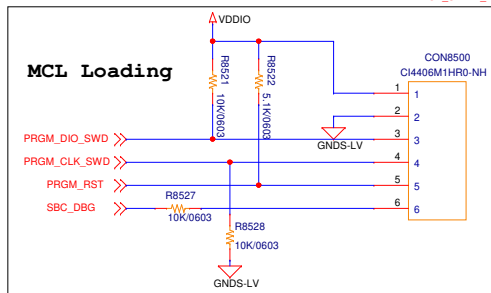 VDDIO
CON8500
CI4406M1HR0-NH
MCL Loading
R8521
10K/0603
R8522
5.1K/0603
1 1
2 2
GNDS-LV
PRGM_DIO_SWD 3 3
PRGM_CLK_SWD 4 4
PRGM_RST 5 5
SBC_DBG 6 6
R8527
10K/0603
R8528
10K/0603
GNDS-LV